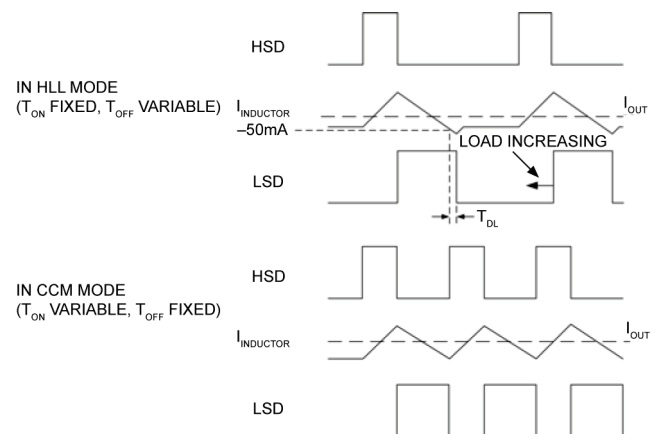 HSD
IN HLL MODE
(TON FIXED, TOFF VARIABLE)
IINDUCTOR
IOUT
–50mA
LOAD INCREASING
LSD
TDL
HSD
IN CCM MODE
(TON VARIABLE, TOFF FIXED)
IINDUCTOR
IOUT
LSD